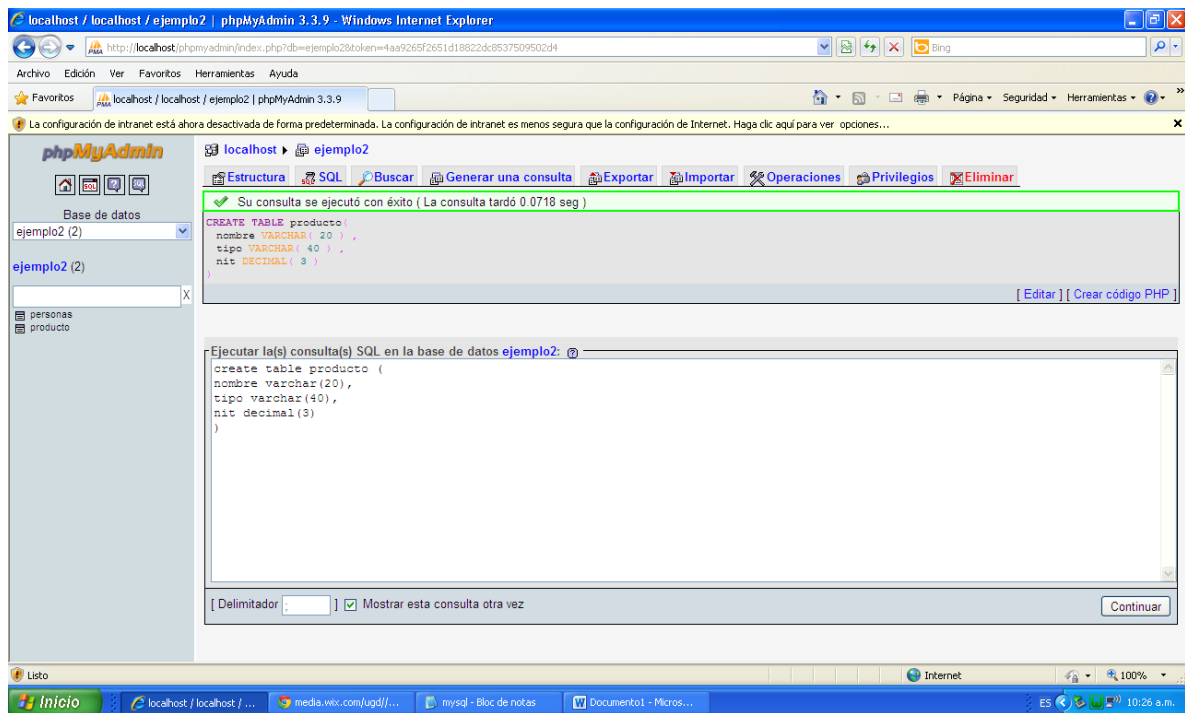 localhost / localhost / ejemplo2 | phpMyAdmin 3.3.9 - Windows Internet Explorer
http://localhost/phpmyadmin/index.php?db=ejemplo2&token=4aa9265f2651d18822dc8537509502d4
Bing
Archivo Edición Ver Favoritos Herramientas Ayuda
Favoritos
PMA localhost / localhost / ejemplo2 | phpMyAdmin 3.3.9
Página Seguridad Herramientas »
La configuración de intranet está ahora desactivada de forma predeterminada. La configuración de intranet es menos segura que la configuración de Internet. Haga clic aquí para ver opciones...
phpMyAdmin
SQL
Base de datos
ejemplo2 (2)
ejemplo2 (2)
X
personas
producto
localhost ▸ ejemplo2
Estructura SQL Buscar Generar una consulta Exportar Importar Operaciones Privilegios Eliminar
Su consulta se ejecutó con éxito ( La consulta tardó 0.0718 seg )
CREATE TABLE producto(
nombre VARCHAR( 20 ) ,
tipo VARCHAR( 40 ) ,
nit DECIMAL( 3 )
)
[ Editar ] [ Crear código PHP ]
Ejecutar la(s) consulta(s) SQL en la base de datos ejemplo2:
create table producto (
nombre varchar(20),
tipo varchar(40),
nit decimal(3)
)
[ Delimitador ; ] Mostrar esta consulta otra vez
Continuar
Listo
Internet
100%
Inicio
localhost / localhost / ...
media.wix.com/ugd//...
mysql - Bloc de notas
Documento1 - Micros...
ES
10:26 a.m.